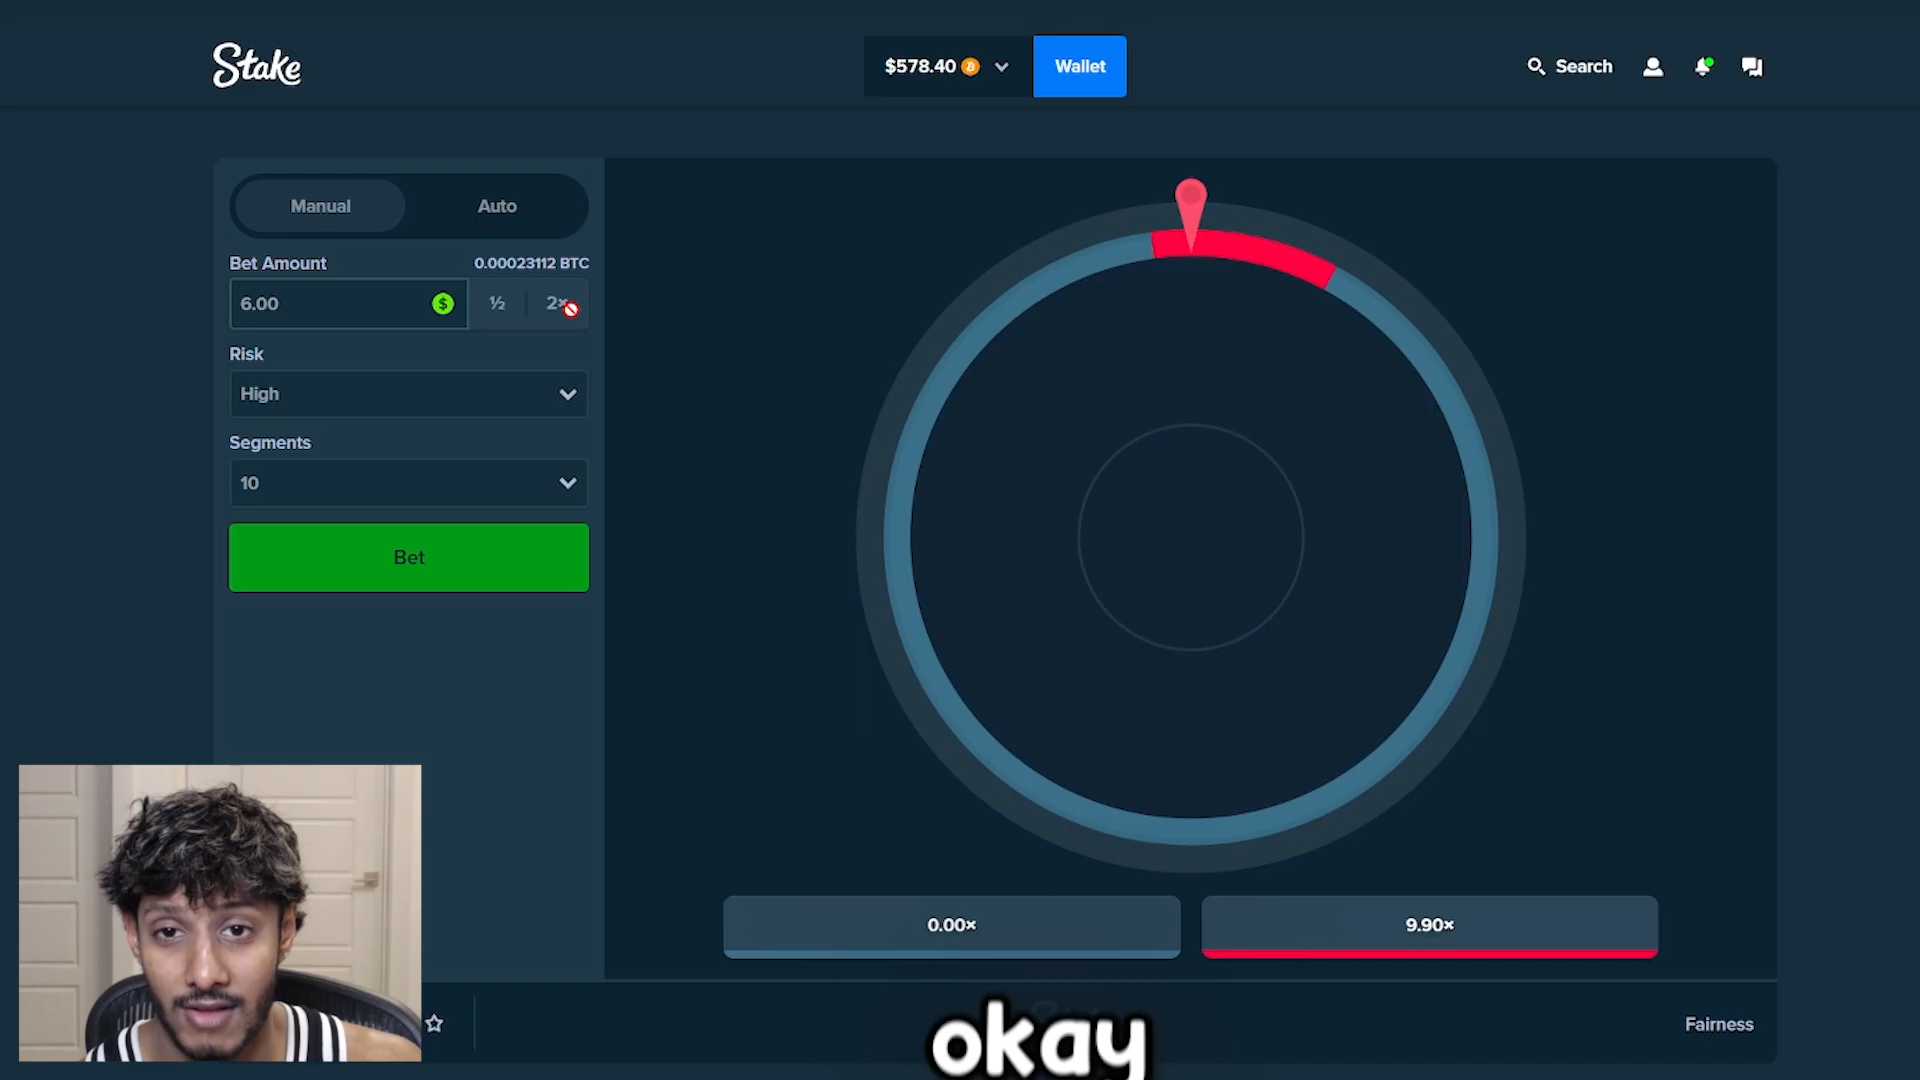 Stake
$578.40
Wallet
Search
Manual
Auto
Bet Amount
0.00023112 BTC
6.00
$
½
2×
Risk
High
Segments
10
Bet
0.00×
9.90×
Fairness
okay